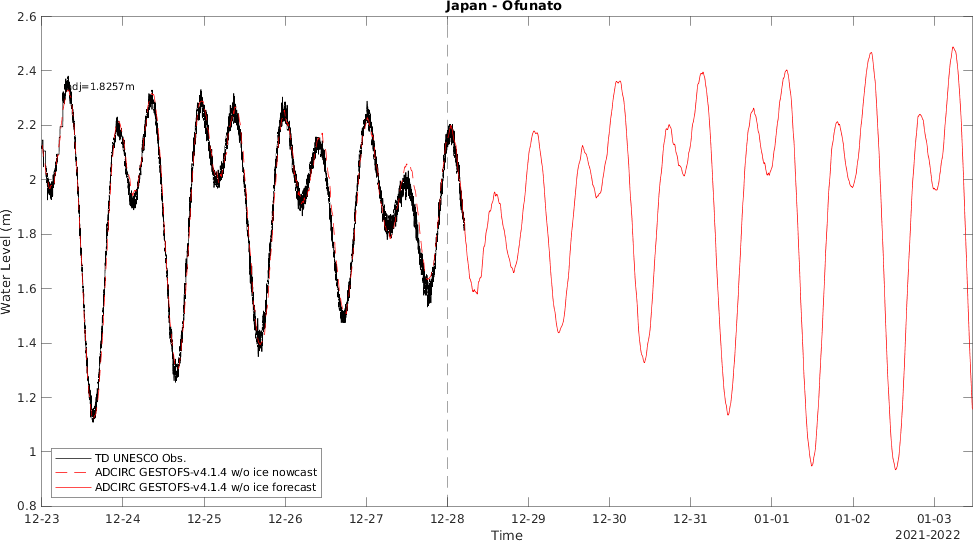 Japan - Ofunato
2.6
2.4
2.2
2
1.8
1.6
1.4
1.2
1
0.8
Water Level (m)
dj=1.8257m
TD UNESCO Obs.
ADCIRC GESTOFS-v4.1.4 w/o ice nowcast
ADCIRC GESTOFS-v4.1.4 w/o ice forecast
12-23 12-24 12-25 12-26 12-27 12-28 12-29 12-30 12-31 01-01 01-02 01-03
Time
2021-2022